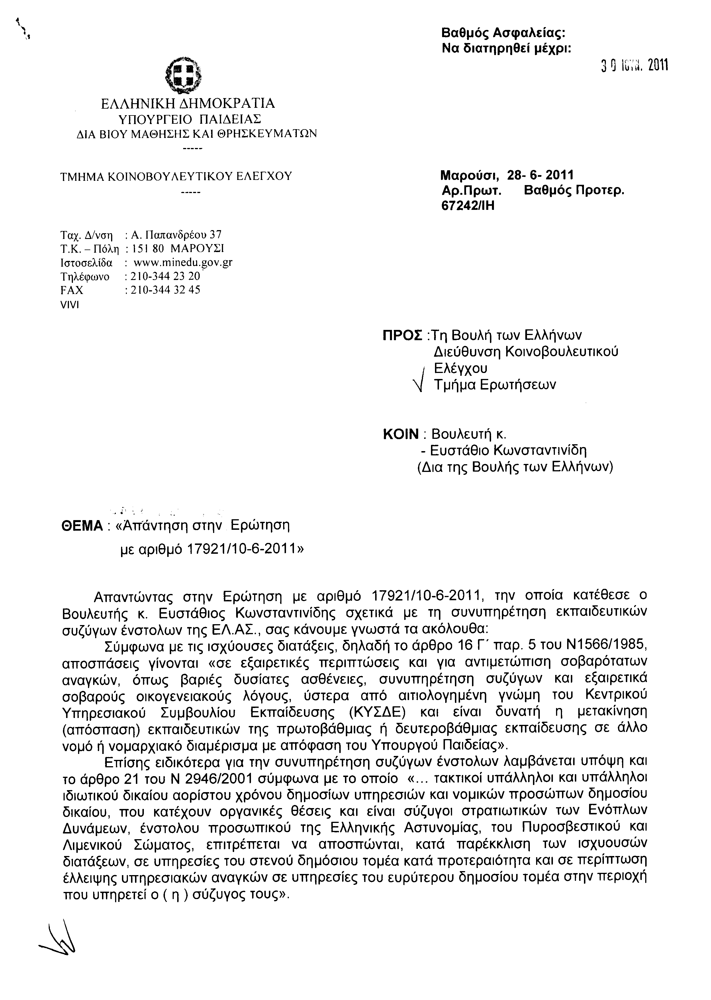 Βαθμός Ασφαλείας:
Να διατηρηθεί μέχρι:
3 0 ΙΟΥΝ. 2011
ΕΛΛΗΝΙΚΗ ΔΗΜΟΚΡΑΤΙΑ
ΥΠΟΥΡΓΕΙΟ ΠΑΙΔΕΙΑΣ
ΔΙΑ ΒΙΟΥ ΜΑΘΗΣΗΣ ΚΑΙ ΘΡΗΣΚΕΥΜΑΤΩΝ
-----
ΤΜΗΜΑ ΚΟΙΝΟΒΟΥΛΕΥΤΙΚΟΥ ΕΛΕΓΧΟΥ
-----
Μαρούσι, 28- 6- 2011
Αρ.Πρωτ. Βαθμός Προτερ.
67242/ΙΗ
Ταχ. Δ/νση : Α. Παπανδρέου 37
Τ.Κ. – Πόλη : 151 80 ΜΑΡΟΥΣΙ
Ιστοσελίδα : www.minedu.gov.gr
Τηλέφωνο : 210-344 23 20
FAX : 210-344 32 45
VIVI
ΠΡΟΣ :Τη Βουλή των Ελλήνων
Διεύθυνση Κοινοβουλευτικού
Ελέγχου
Τμήμα Ερωτήσεων
ΚΟΙΝ : Βουλευτή κ.
- Ευστάθιο Κωνσταντινίδη
(Δια της Βουλής των Ελλήνων)
ΘΕΜΑ : «Απάντηση στην Ερώτηση
με αριθμό 17921/10-6-2011»
Απαντώντας στην Ερώτηση με αριθμό 17921/10-6-2011, την οποία κατέθεσε ο
Βουλευτής κ. Ευστάθιος Κωνσταντινίδης σχετικά με τη συνυπηρέτηση εκπαιδευτικών
συζύγων ένστολων της ΕΛ.ΑΣ., σας κάνουμε γνωστά τα ακόλουθα:
Σύμφωνα με τις ισχύουσες διατάξεις, δηλαδή το άρθρο 16 Γ΄ παρ. 5 του Ν1566/1985,
αποσπάσεις γίνονται «σε εξαιρετικές περιπτώσεις και για αντιμετώπιση σοβαρότατων
αναγκών, όπως βαριές δυσίατες ασθένειες, συνυπηρέτηση συζύγων και εξαιρετικά
σοβαρούς οικογενειακούς λόγους, ύστερα από αιτιολογημένη γνώμη του Κεντρικού
Υπηρεσιακού Συμβουλίου Εκπαίδευσης (ΚΥΣΔΕ) και είναι δυνατή η μετακίνηση
(απόσπαση) εκπαιδευτικών της πρωτοβάθμιας ή δευτεροβάθμιας εκπαίδευσης σε άλλο
νομό ή νομαρχιακό διαμέρισμα με απόφαση του Υπουργού Παιδείας».
Επίσης ειδικότερα για την συνυπηρέτηση συζύγων ένστολων λαμβάνεται υπόψη και
το άρθρο 21 του Ν 2946/2001 σύμφωνα με το οποίο «... τακτικοί υπάλληλοι και υπάλληλοι
ιδιωτικού δικαίου αορίστου χρόνου δημοσίων υπηρεσιών και νομικών προσώπων δημοσίου
δικαίου, που κατέχουν οργανικές θέσεις και είναι σύζυγοι στρατιωτικών των Ενόπλων
Δυνάμεων, ένστολου προσωπικού της Ελληνικής Αστυνομίας, του Πυροσβεστικού και
Λιμενικού Σώματος, επιτρέπεται να αποσπώνται, κατά παρέκκλιση των ισχυουσών
διατάξεων, σε υπηρεσίες του στενού δημόσιου τομέα κατά προτεραιότητα και σε περίπτωση
έλλειψης υπηρεσιακών αναγκών σε υπηρεσίες του ευρύτερου δημοσίου τομέα στην περιοχή
που υπηρετεί ο ( η ) σύζυγος τους».